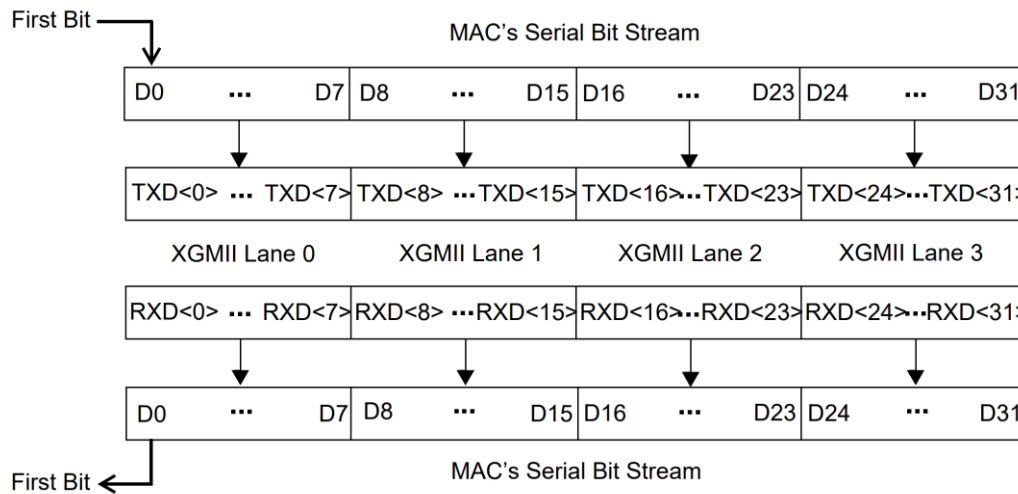 First Bit
MAC's Serial Bit Stream
D0 ... D7 D8 ... D15 D16 ... D23 D24 ... D31
TXD<0> ... TXD<7> TXD<8> ... TXD<15> TXD<16> ... TXD<23> TXD<24> ... TXD<31>
XGMII Lane 0 XGMII Lane 1 XGMII Lane 2 XGMII Lane 3
RXD<0> ... RXD<7> RXD<8> ... RXD<15> RXD<16> ... RXD<23> RXD<24> ... RXD<31>
D0 ... D7 D8 ... D15 D16 ... D23 D24 ... D31
First Bit
MAC's Serial Bit Stream